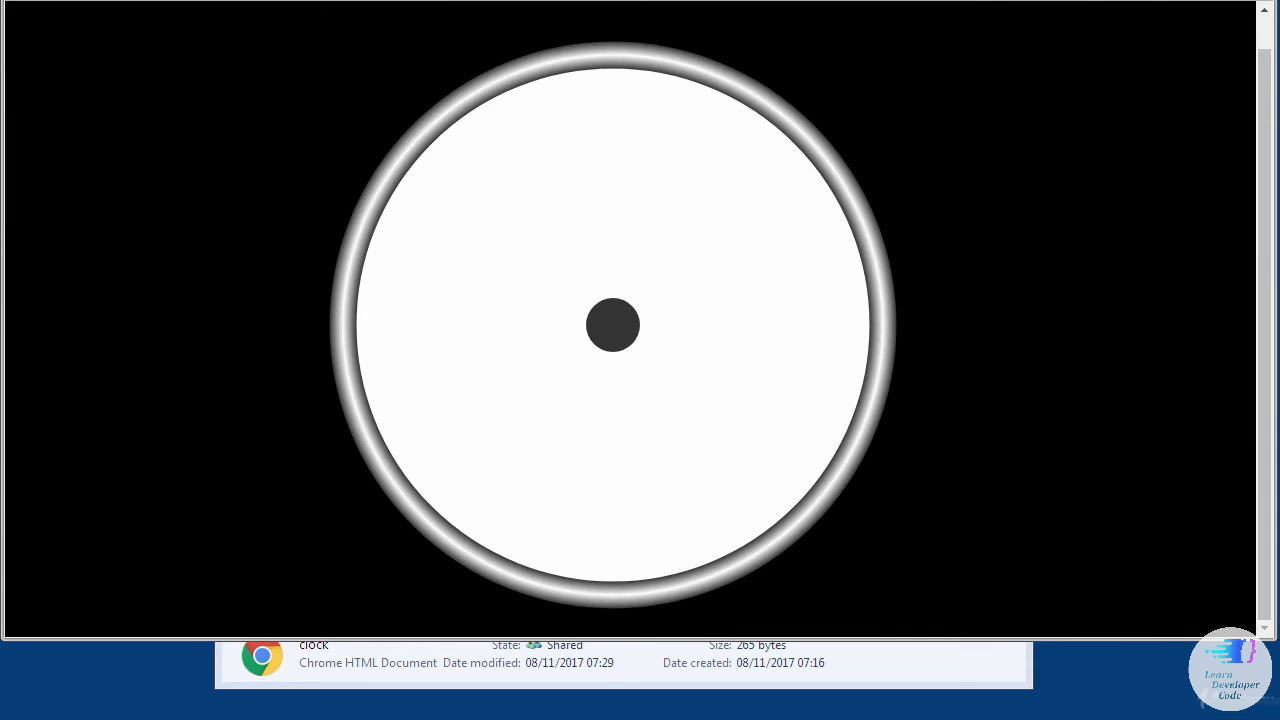 clock State: Shared Size: 265 bytes
Chrome HTML Document Date modified: 08/11/2017 07:29 Date created: 08/11/2017 07:16
Learn
Developer
Code